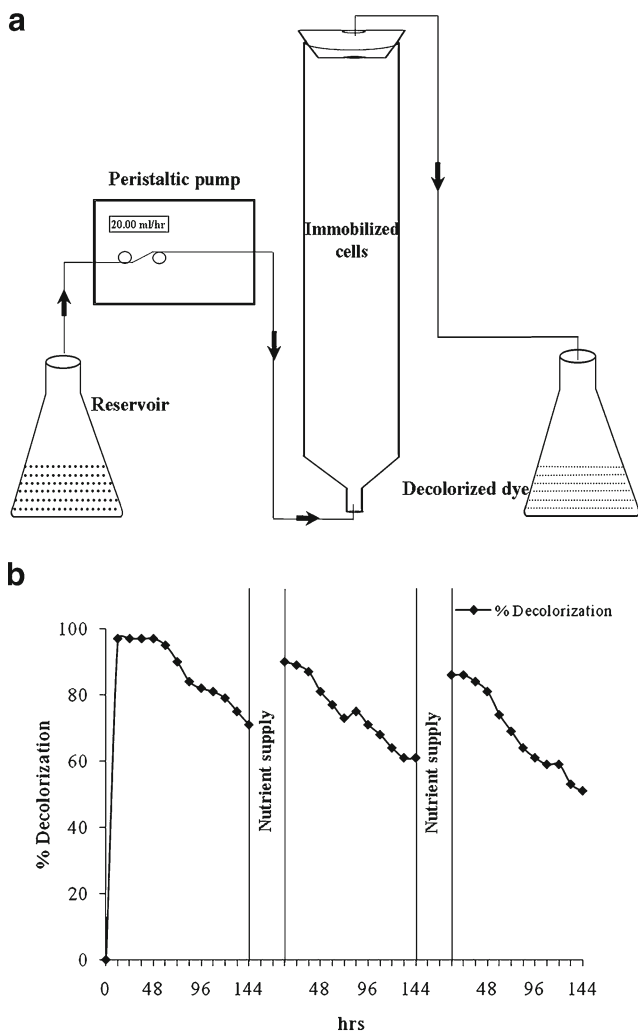 a
Peristaltic pump
20.00 ml/hr
Immobilized
cells
Reservoir
Decolorized dye
b
% Decolorization
100
80
60
40
20
0
% Decolorization
Nutrient supply
Nutrient supply
0 48 96 144 48 96 144 48 96 144
hrs